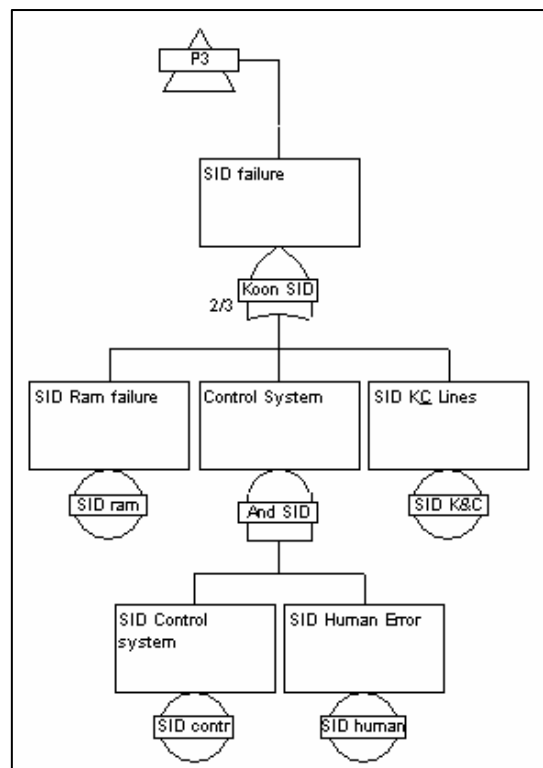 P3
SID failure
Koon SID
2/3
SID Ram failure
Control System
SID KC Lines
SID ram
And SID
SID K&C
SID Control
system
SID Human Error
SID contr
SID human